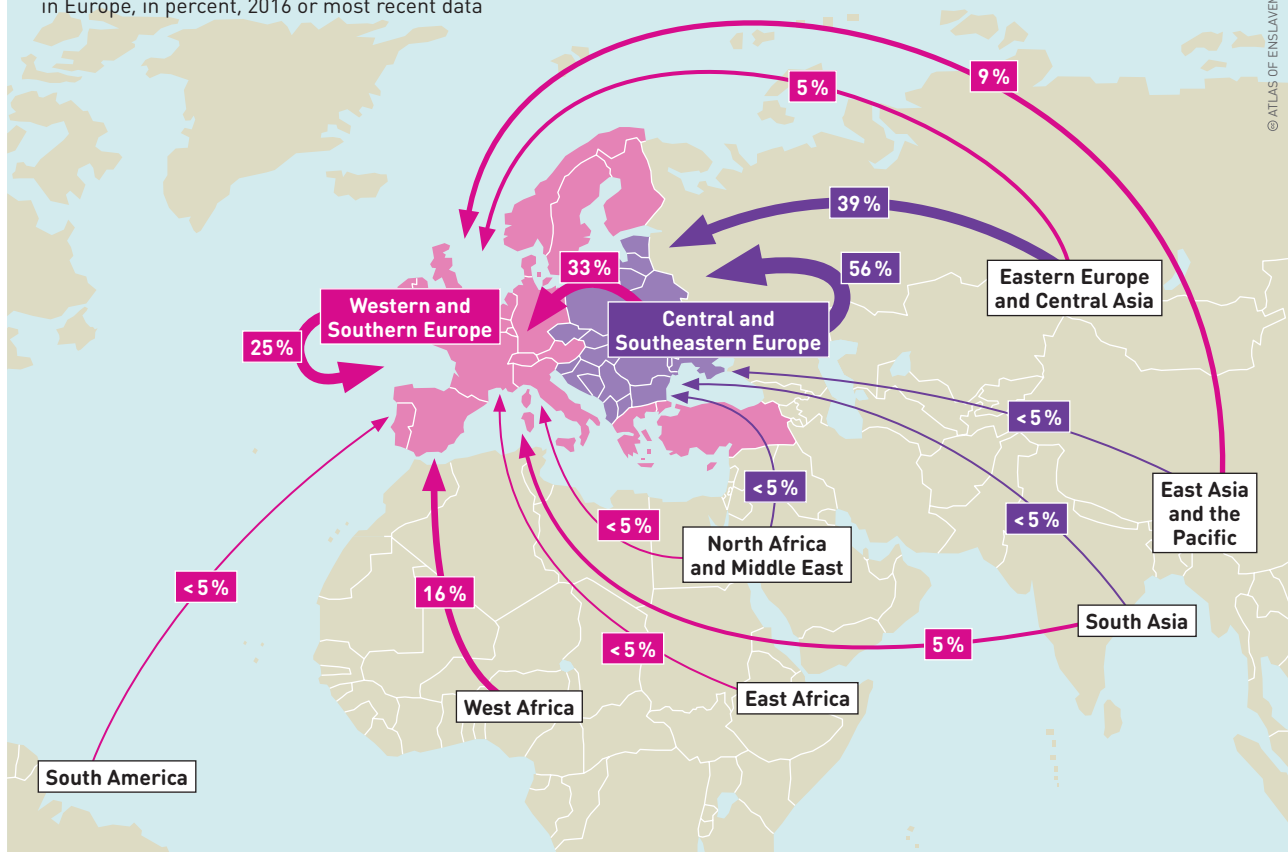 in Europe, in percent, 2016 or most recent data
ATLAS OF
9 %
5 %
39 %
56 %
33 %
Eastern Europe
and Central Asia
Western and
Southern Europe
Central and
Southeastern Europe
25 %
< 5 %
< 5 %
East Asia
and the
Pacific
< 5 %
< 5 %
North Africa
and Middle East
< 5 %
16 %
South Asia
< 5 %
5 %
West Africa
East Africa
South America